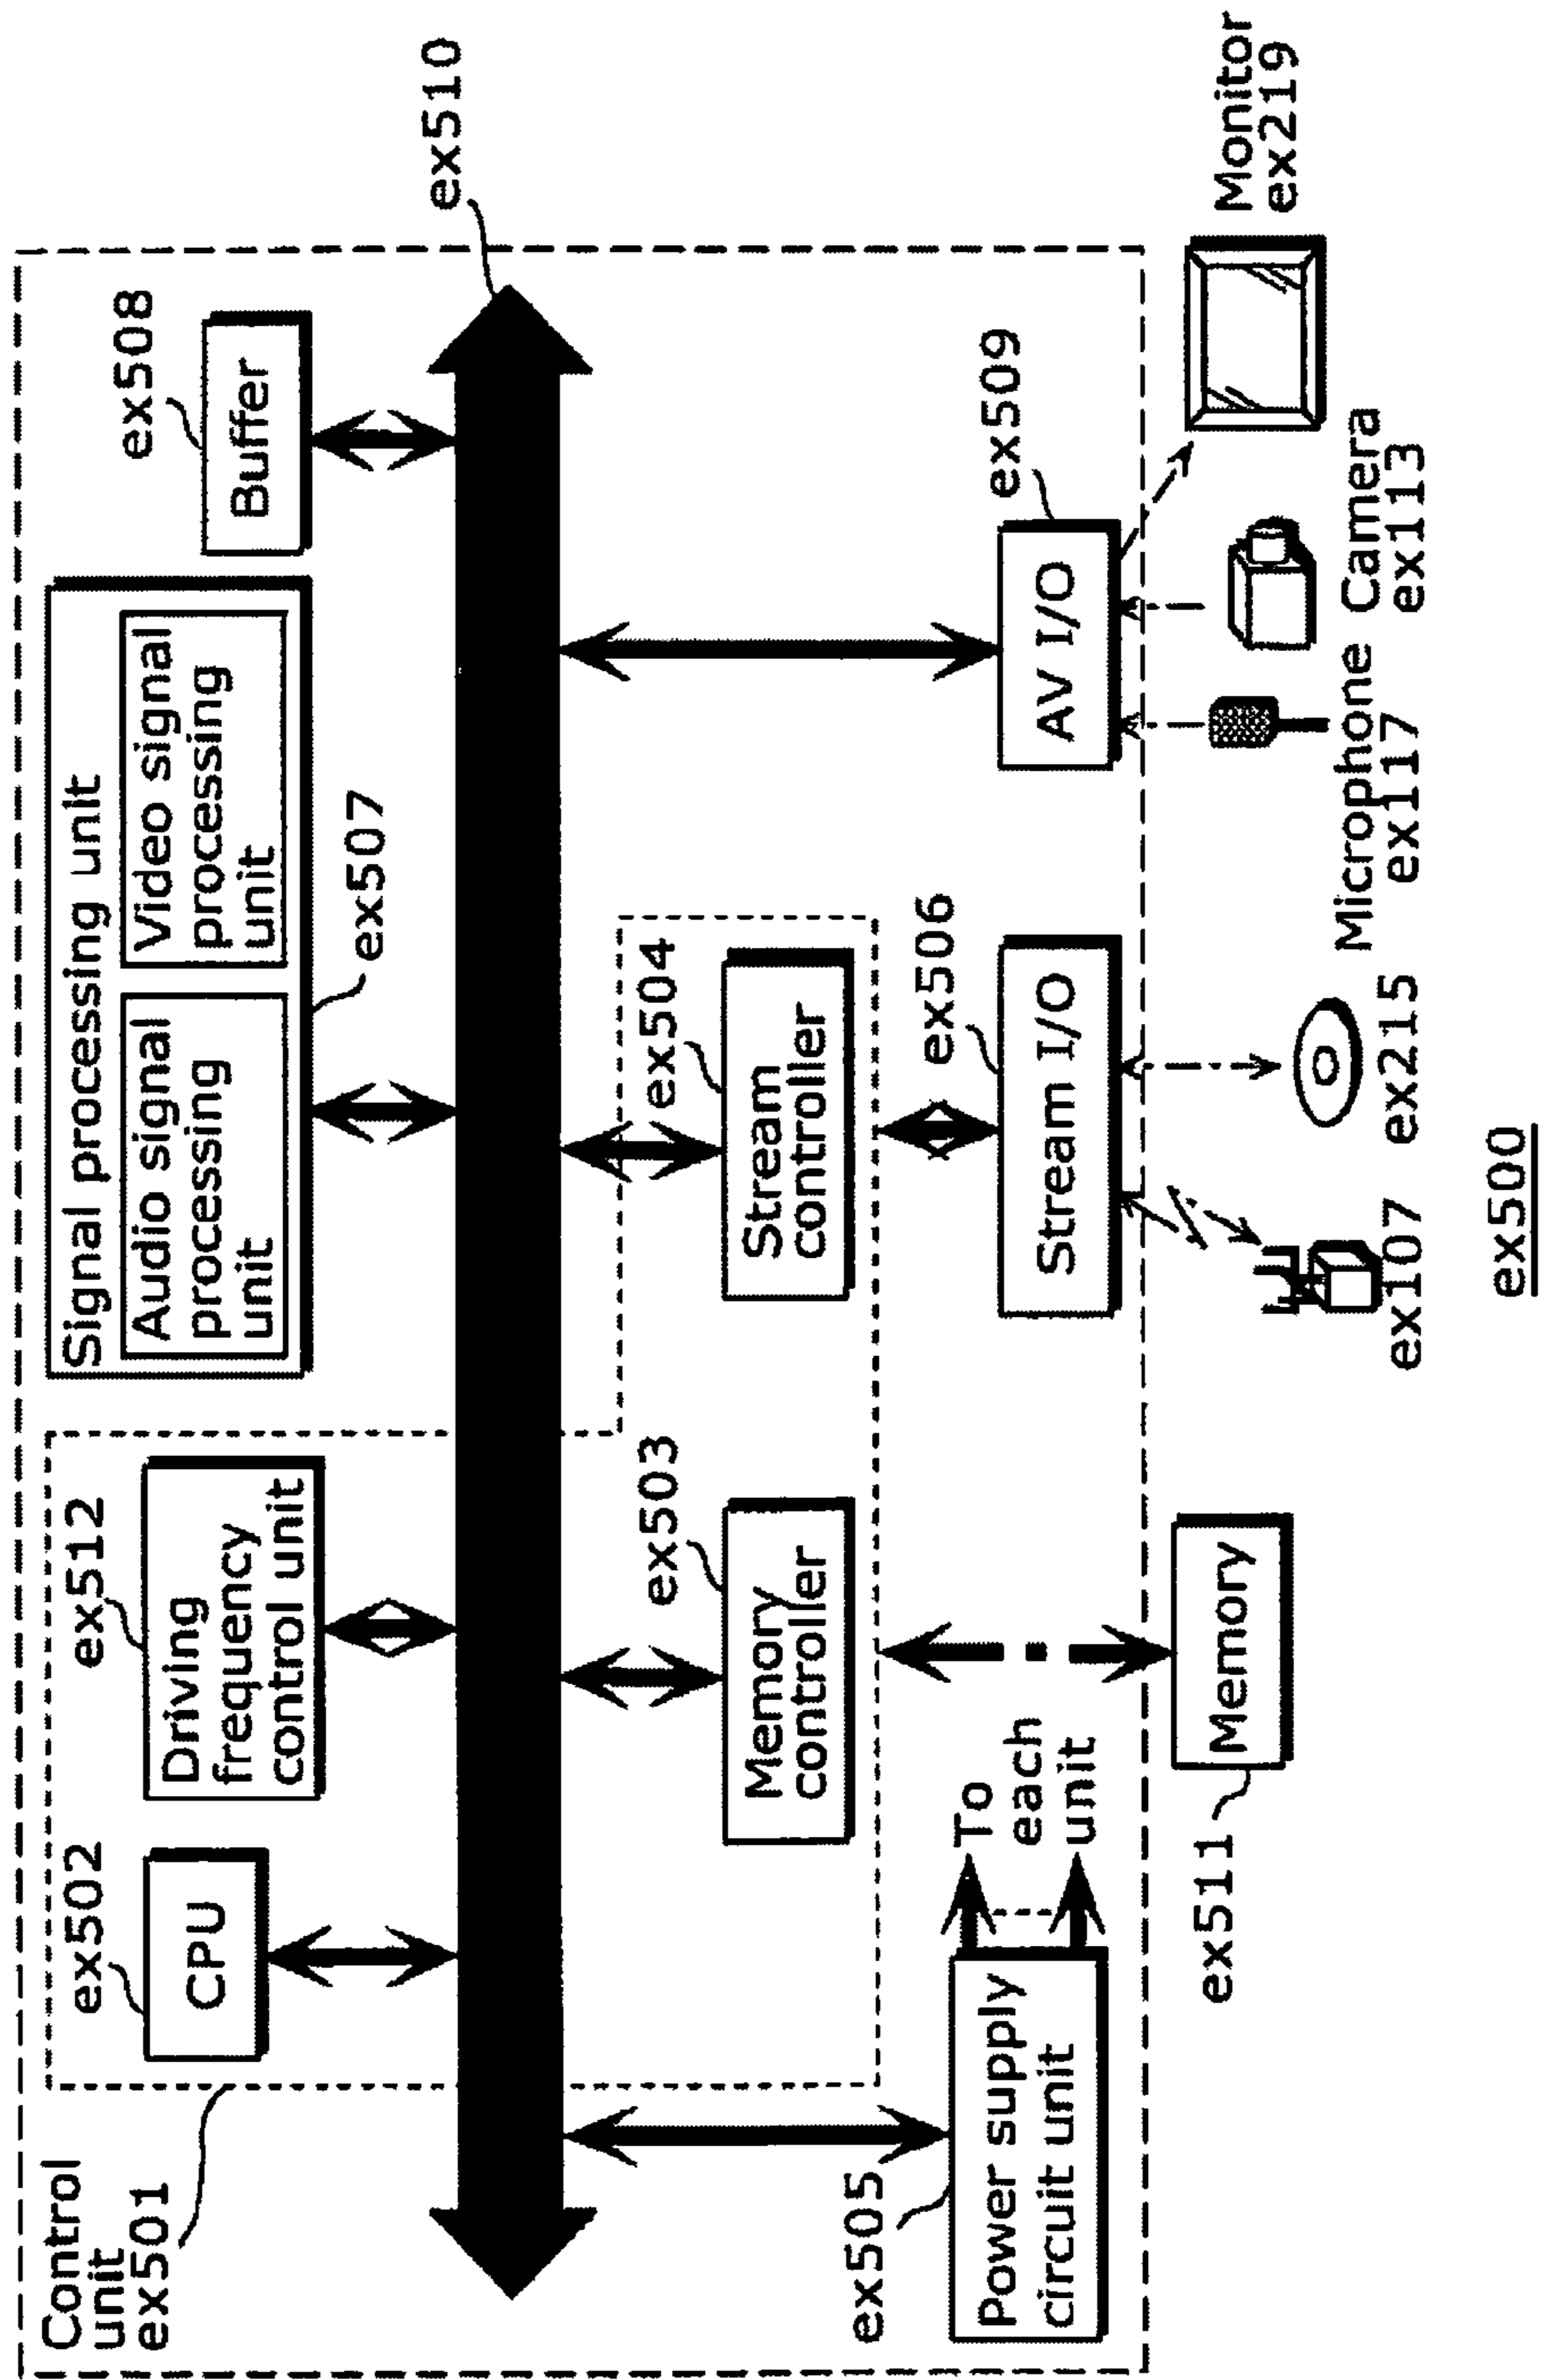 Control
unit
ex501
ex502
CPU
ex512
Driving
frequency
control unit
Signal processing unit
Audio signal
processing
unit
Video signal
processing
unit
ex507
ex508
Buffer
ex510
ex503
Memory
controller
ex504
Stream
controller
ex505
Power supply
circuit unit
To
each
unit
ex506
Stream I/O
ex509
AV I/O
ex511
Memory
ex107
ex215
Microphone
ex117
Camera
ex113
Monitor
ex219
ex500